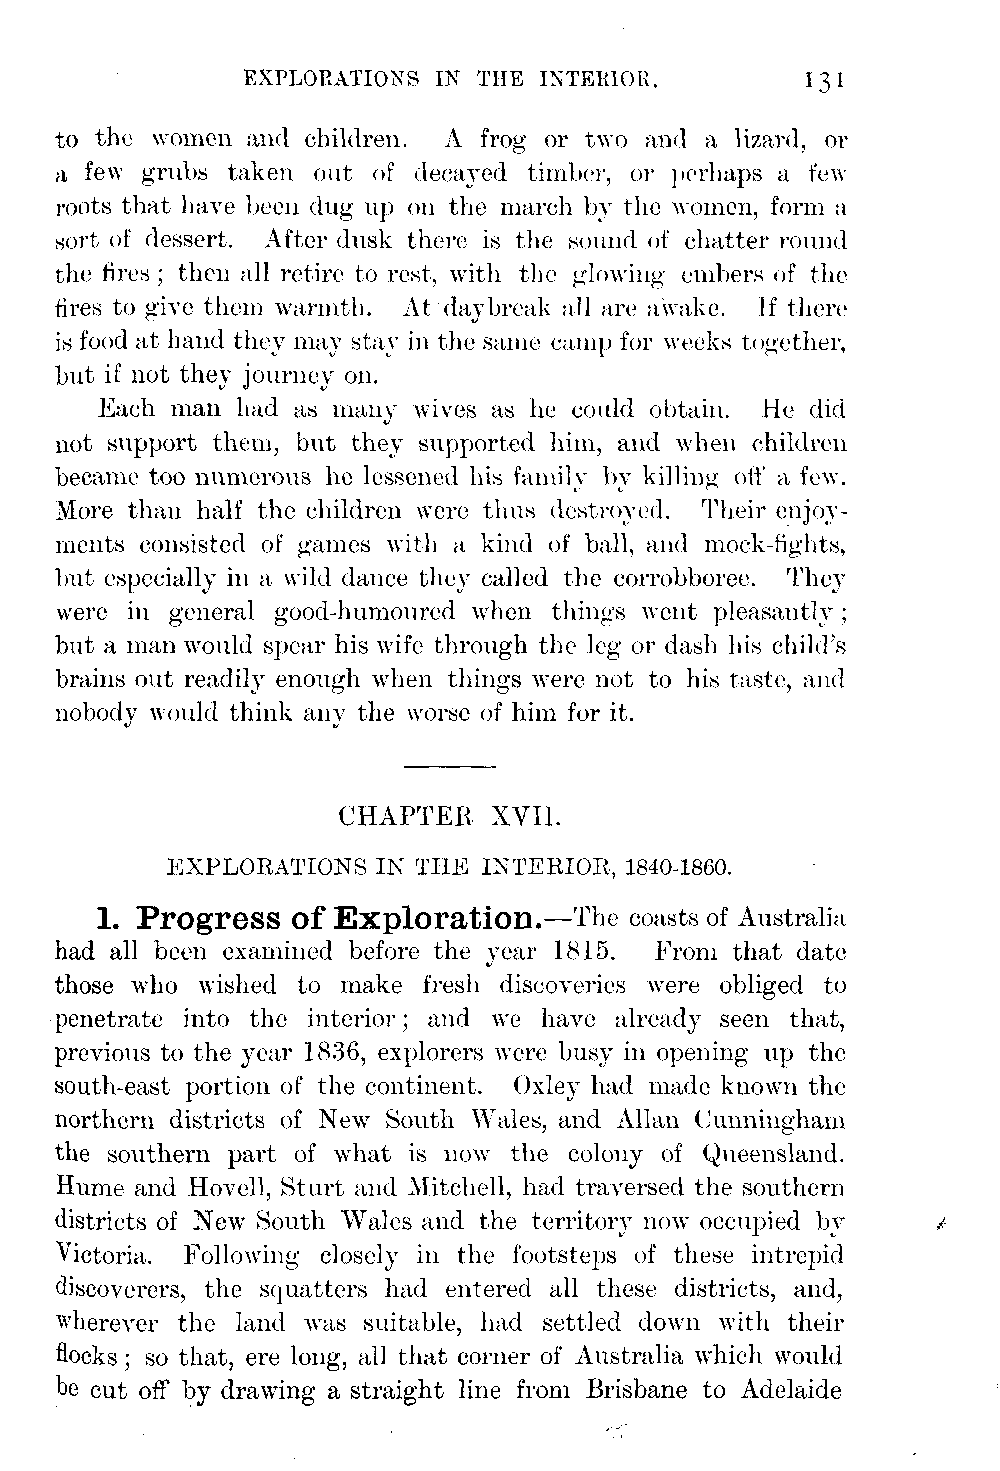 EXPLORATIONS IN THE INTERIOR. 131
to the women and children. A frog or two and a lizard, or
a few grubs taken out of decayed timber, or perhaps a few
roots that have been dug up on the march by the women, form a
sort of dessert. After dusk there is the sound of chatter round
the fires; then all retire to rest, with the glowing embers of the
fires to give them warmth. At daybreak all are awake. If there
is food at hand they may stay in the same camp for weeks together,
but if not they journey on.
Each man had as many wives as he could obtain. He did
not support them, but they supported him, and when children
became too numerous he lessened his family by killing off a few.
More than half the children were thus destroyed. Their enjoy-
ments consisted of games with a kind of ball, and mock-fights,
but especially in a wild dance they called the corrobboree. They
were in general good-humoured when things went pleasantly;
but a man would spear his wife through the leg or dash his child's
brains out readily enough when things were not to his taste, and
nobody would think any the worse of him for it.
CHAPTER XVII.
EXPLORATIONS IN THE INTERIOR, 1840-1860.
1. Progress of Exploration.—The coasts of Australia
had all been examined before the year 1815. From that date
those who wished to make fresh discoveries were obliged to
penetrate into the interior; and we have already seen that,
previous to the year 1836, explorers were busy in opening up the
south-east portion of the continent. Oxley had made known the
northern districts of New South Wales, and Allan Cunningham
the southern part of what is now the colony of Queensland.
Hume and Hovell, Sturt and Mitchell, had traversed the southern
districts of New South Wales and the territory now occupied by
Victoria. Following closely in the footsteps of these intrepid
discoverers, the squatters had entered all these districts, and,
wherever the land was suitable, had settled down with their
flocks; so that, ere long, all that corner of Australia which would
be cut off by drawing a straight line from Brisbane to Adelaide